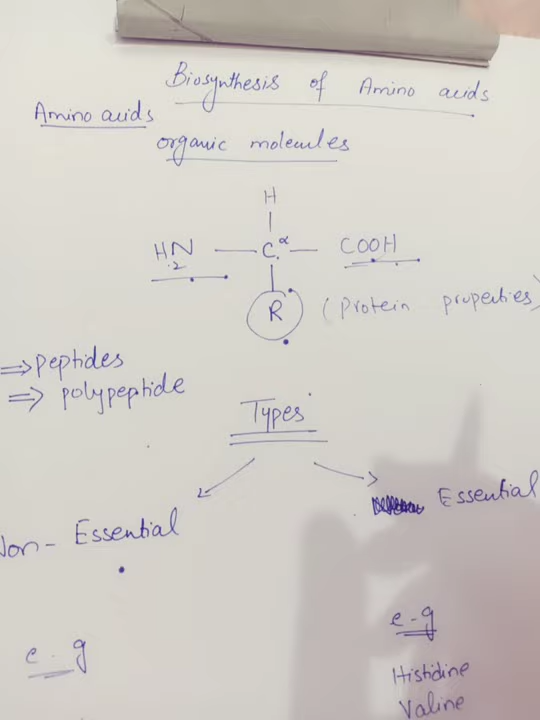 Biosynthesis of Amino acids
Amino acids
organic molecules
H
H2N — Cα — COOH
R (Protein properties)
⇒ peptides
⇒ polypeptide
Types
Non-Essential
Essential
e.g
e.g
Histidine
Valine